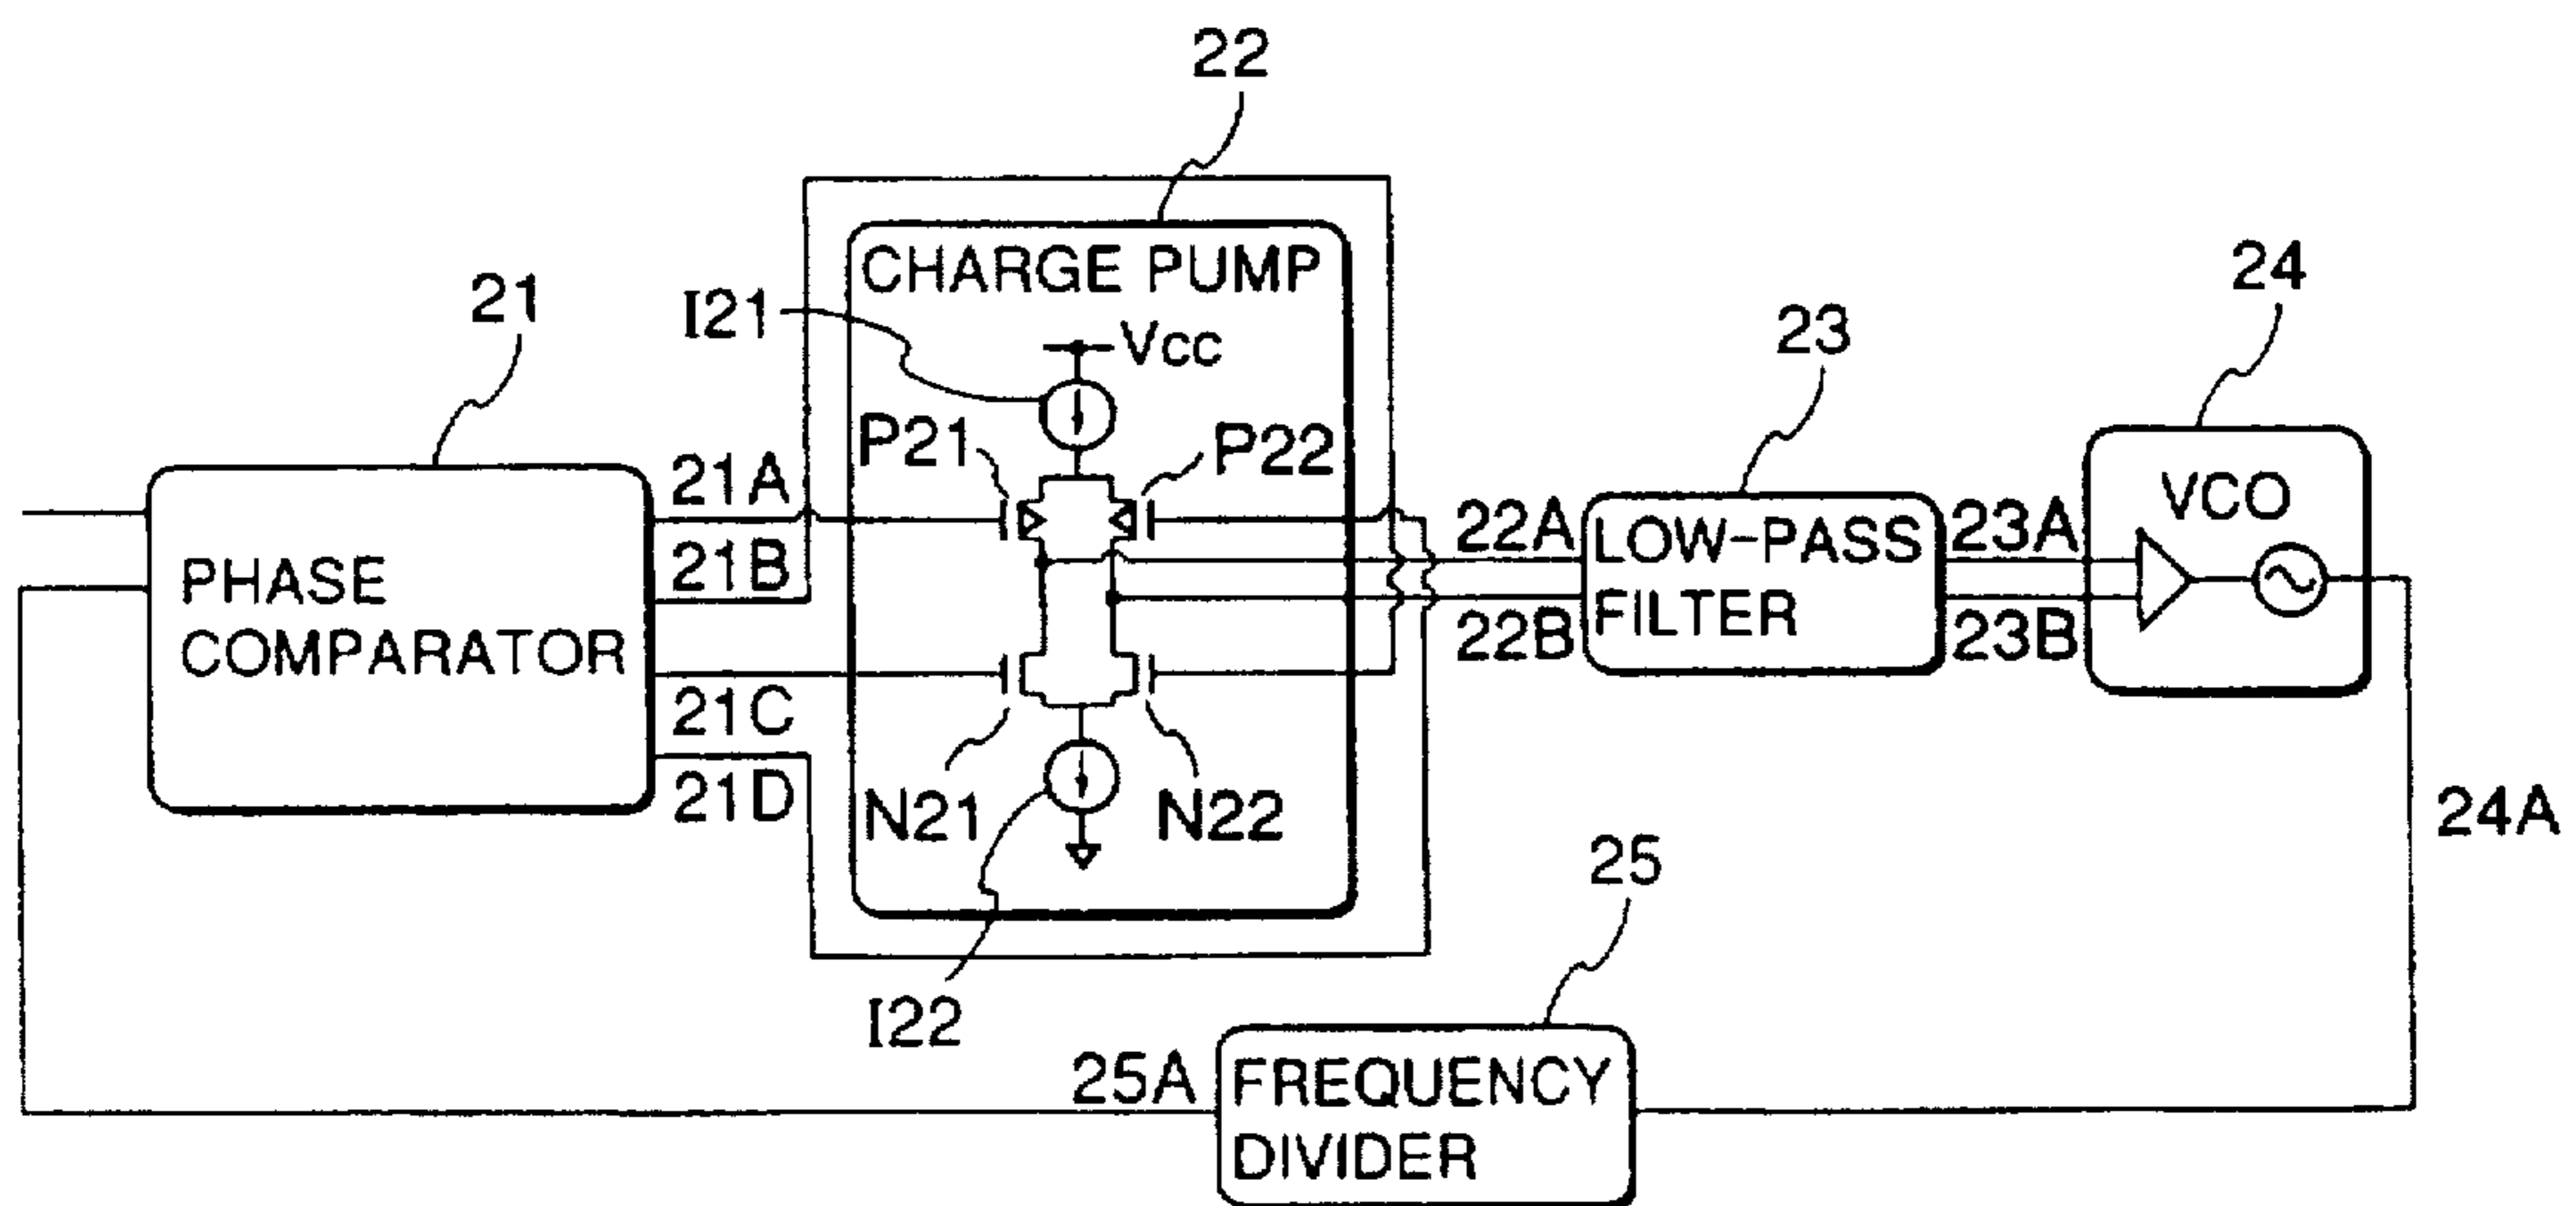 22
CHARGE PUMP
I21
Vcc
21
P21
P22
23
24
VCO
21A
21B
21C
21D
PHASE
COMPARATOR
22A
22B
LOW-PASS
FILTER
23A
23B
N21
N22
24A
I22
25
25A
FREQUENCY
DIVIDER